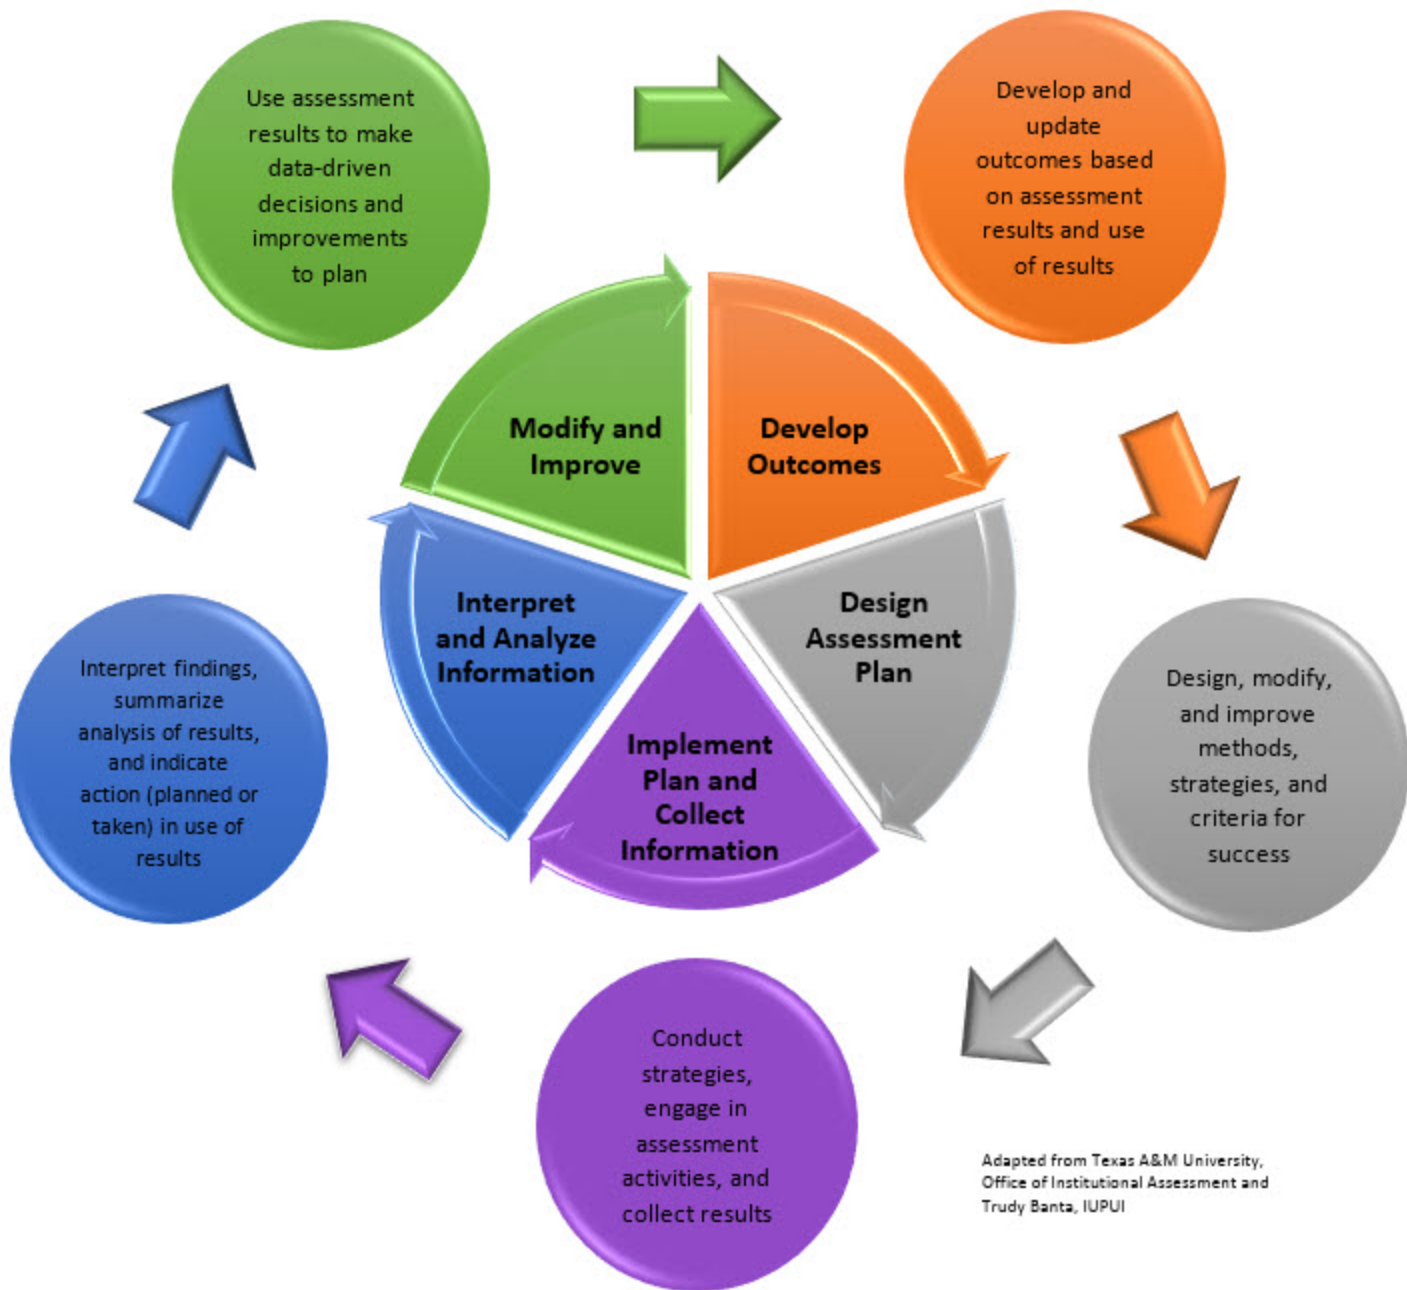 Use assessment
results to make
data-driven
decisions and
improvements
to plan
Develop and
update
outcomes based
on assessment
results and use
of results
Modify and
Improve
Develop
Outcomes
Interpret
and Analyze
Information
Design
Assessment
Plan
Implement
Plan and
Collect
Information
Interpret findings,
summarize
analysis of results,
and indicate
action (planned or
taken) in use of
results
Design, modify,
and improve
methods,
strategies, and
criteria for
success
Conduct
strategies,
engage in
assessment
activities, and
collect results
Adapted from Texas A&M University,
Office of Institutional Assessment and
Trudy Banta, IUPUI